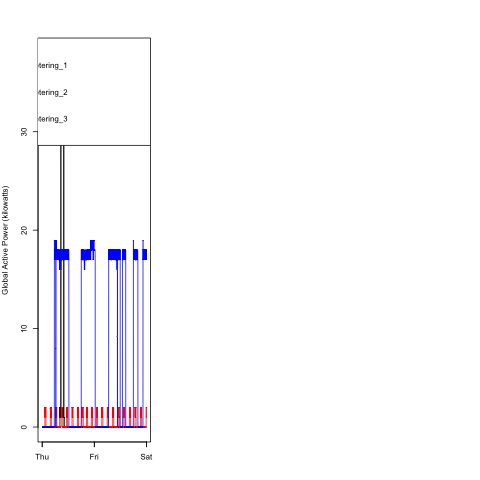 tering_1
tering_2
tering_3
Global Active Power (kilowatts)
30
20
10
0
Thu
Fri
Sat